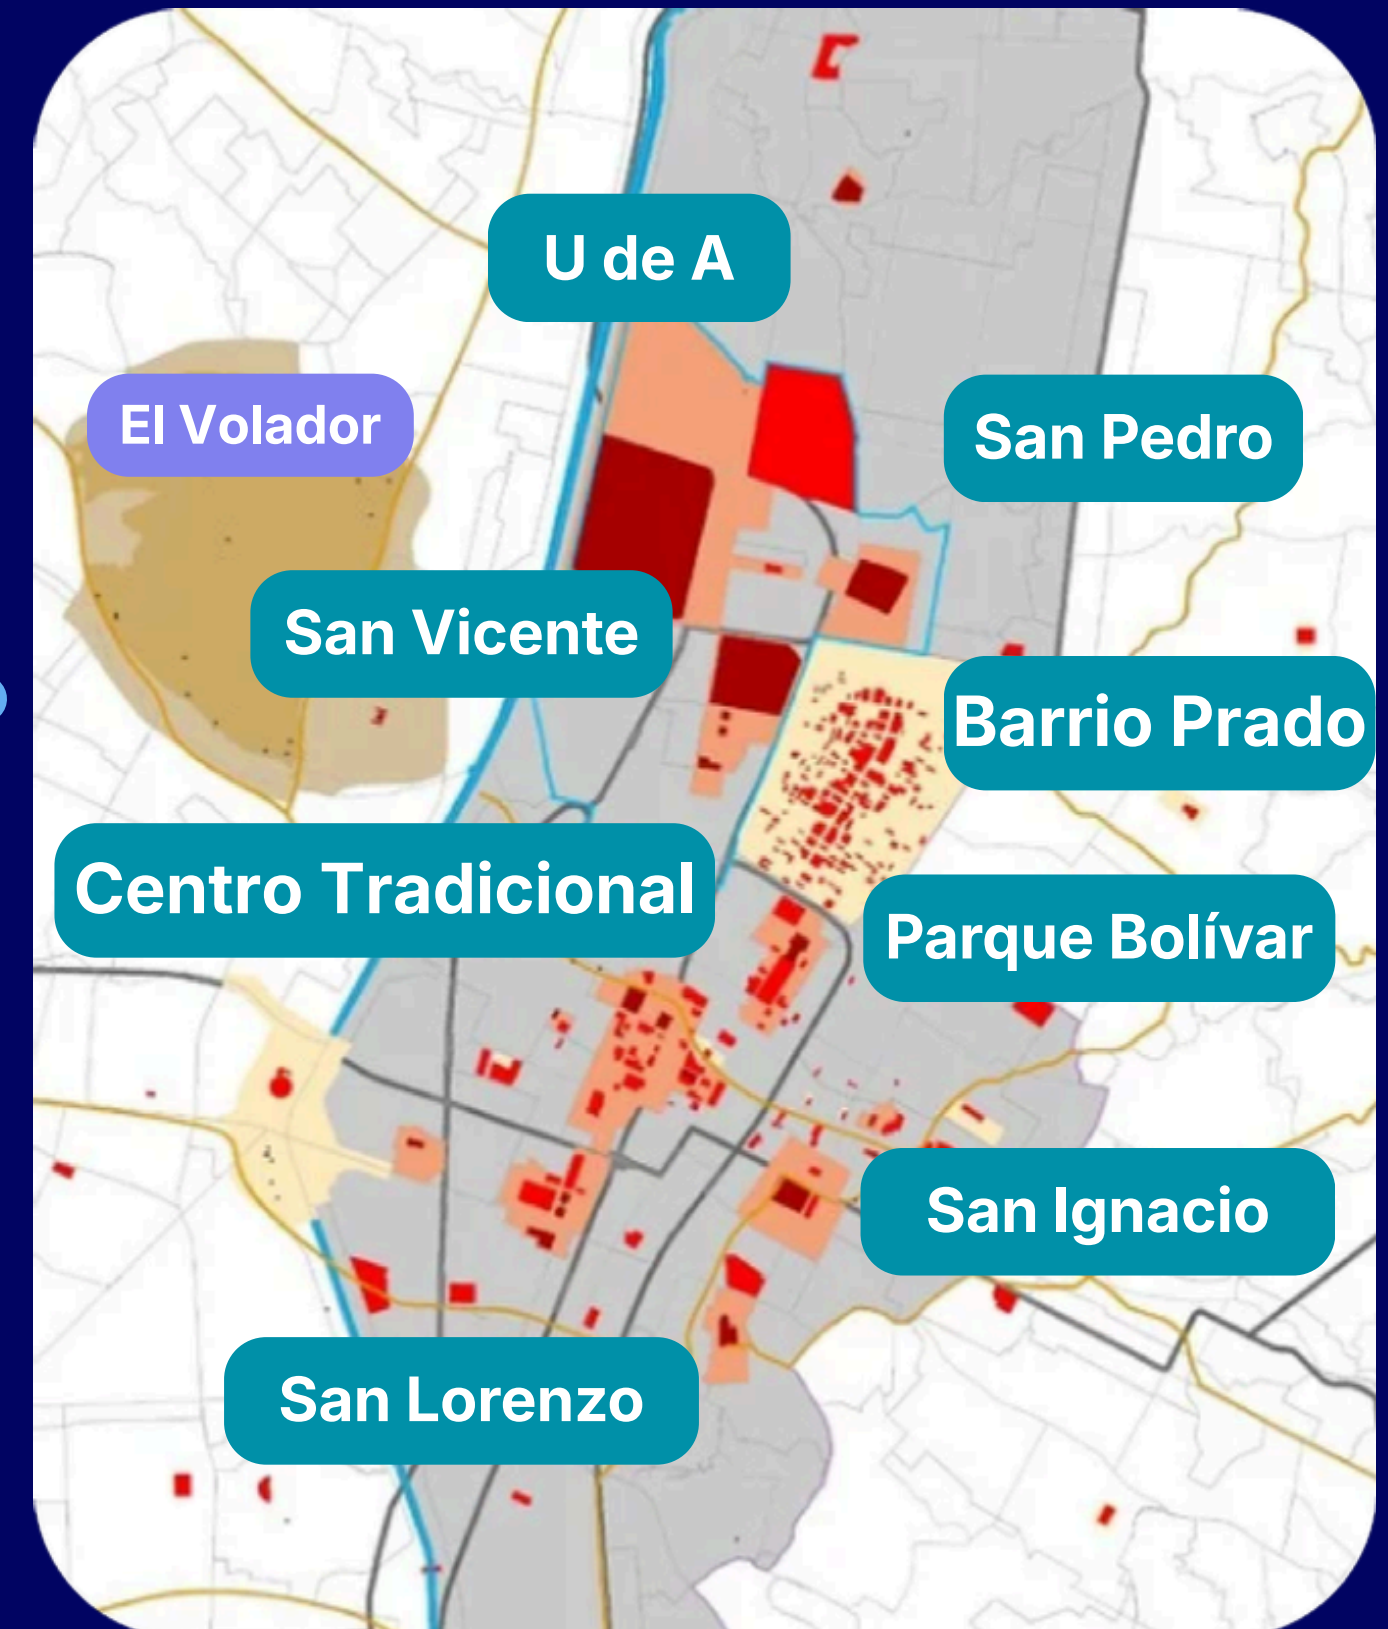 U de A
El Volador
San Pedro
San Vicente
Barrio Prado
Centro Tradicional
Parque Bolívar
San Ignacio
San Lorenzo